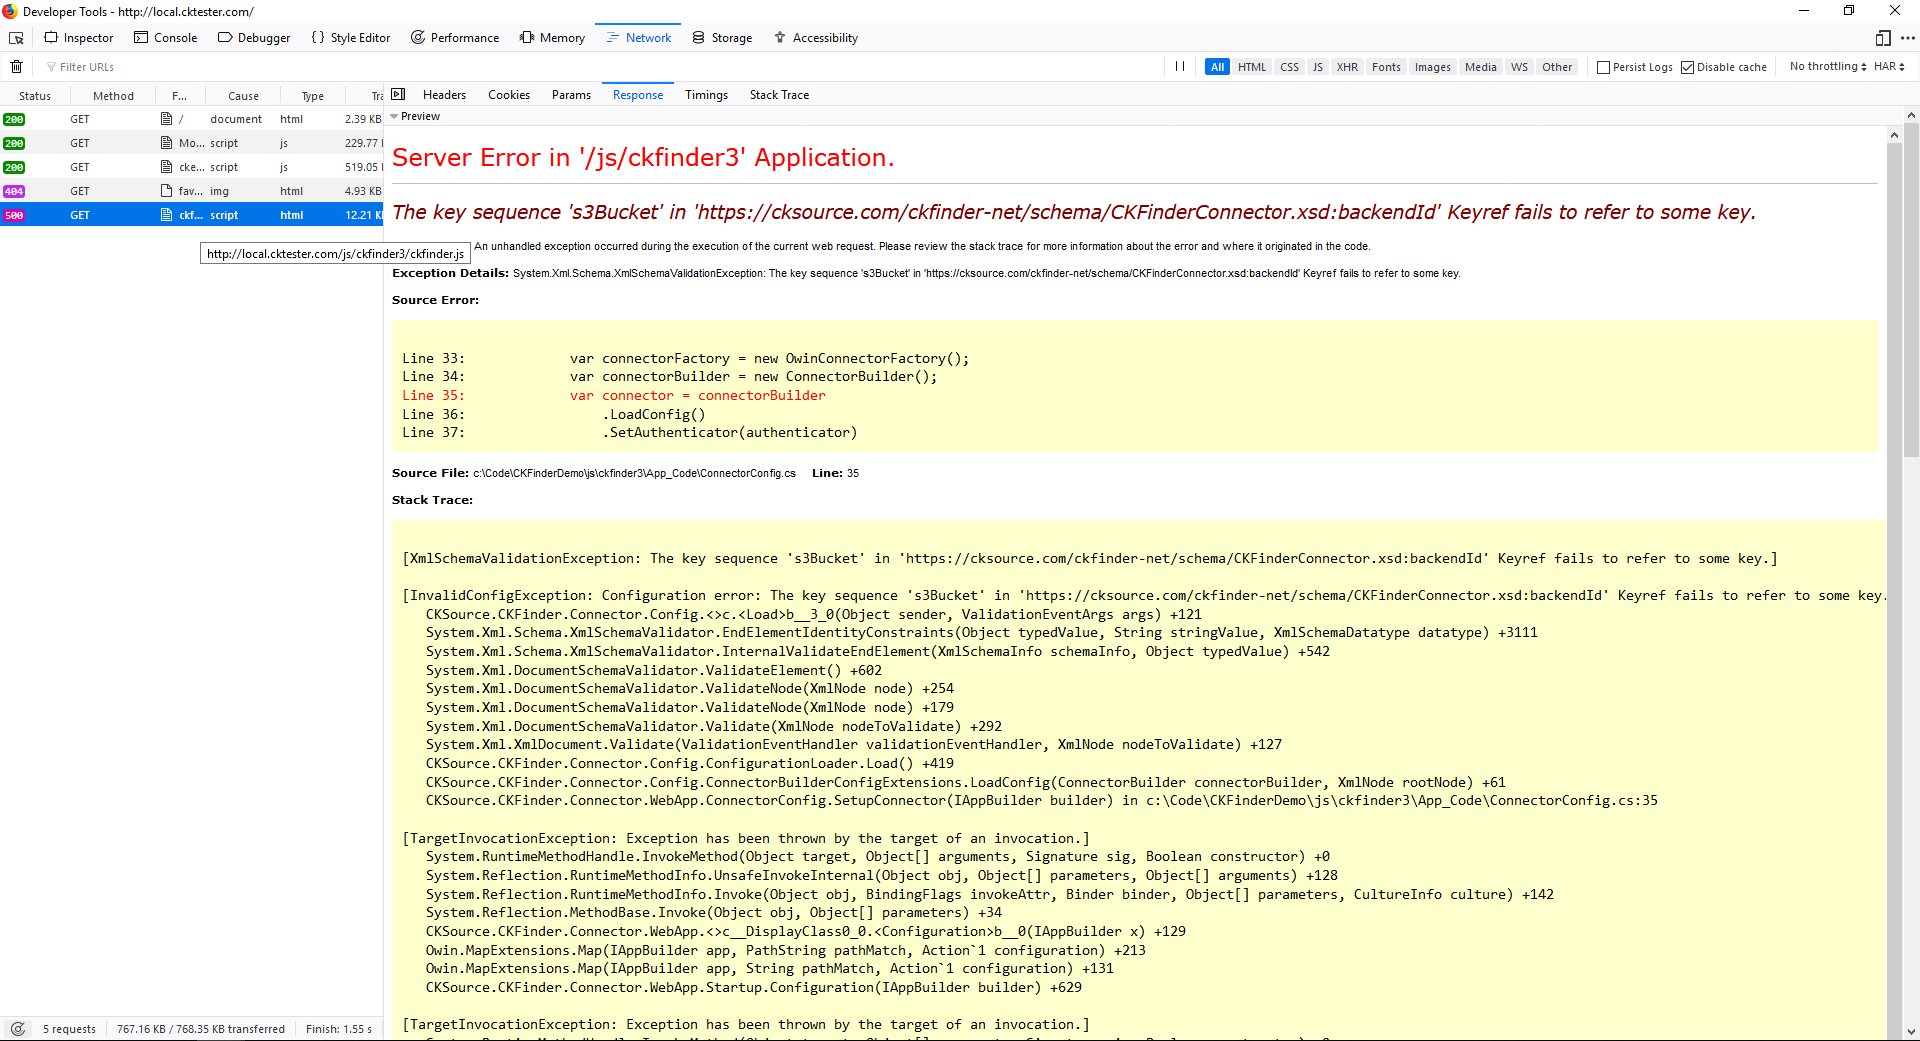 Developer Tools - http://local.cktester.com/
Inspector Console Debugger Style Editor Performance Memory Network Storage Accessibility
Filter URLs All HTML CSS JS XHR Fonts Images Media WS Other Persist Logs Disable cache No throttling HAR
Status Method F... Cause Type Tra Headers Cookies Params Response Timings Stack Trace
200 GET / document html 2.39 KB
200 GET Mo... script js 229.77
200 GET cke... script js 519.05
404 GET fav... img html 4.93 KB
500 GET ckf... script html 12.21 K
http://local.cktester.com/js/ckfinder3/ckfinder.js
Preview
Server Error in '/js/ckfinder3' Application.
The key sequence 's3Bucket' in 'https://cksource.com/ckfinder-net/schema/CKFinderConnector.xsd:backendId' Keyref fails to refer to some key.
An unhandled exception occurred during the execution of the current web request. Please review the stack trace for more information about the error and where it originated in the code.
Exception Details: System.Xml.Schema.XmlSchemaValidationException: The key sequence 's3Bucket' in 'https://cksource.com/ckfinder-net/schema/CKFinderConnector.xsd:backendId' Keyref fails to refer to some key.
Source Error:
Line 33: var connectorFactory = new OwinConnectorFactory();
Line 34: var connectorBuilder = new ConnectorBuilder();
Line 35: var connector = connectorBuilder
Line 36: .LoadConfig()
Line 37: .SetAuthenticator(authenticator)
Source File: c:\Code\CKFinderDemo\js\ckfinder3\App_Code\ConnectorConfig.cs Line: 35
Stack Trace:
[XmlSchemaValidationException: The key sequence 's3Bucket' in 'https://cksource.com/ckfinder-net/schema/CKFinderConnector.xsd:backendId' Keyref fails to refer to some key.]
[InvalidConfigException: Configuration error: The key sequence 's3Bucket' in 'https://cksource.com/ckfinder-net/schema/CKFinderConnector.xsd:backendId' Keyref fails to refer to some key.
CKSource.CKFinder.Connector.Config.<>c.<Load>b__3_0(Object sender, ValidationEventArgs args) +121
System.Xml.Schema.XmlSchemaValidator.EndElementIdentityConstraints(Object typedValue, String stringValue, XmlSchemaDatatype datatype) +3111
System.Xml.Schema.XmlSchemaValidator.InternalValidateEndElement(XmlSchemaInfo schemaInfo, Object typedValue) +542
System.Xml.DocumentSchemaValidator.ValidateElement() +602
System.Xml.DocumentSchemaValidator.ValidateNode(XmlNode node) +254
System.Xml.DocumentSchemaValidator.ValidateNode(XmlNode node) +179
System.Xml.DocumentSchemaValidator.Validate(XmlNode nodeToValidate) +292
System.Xml.XmlDocument.Validate(ValidationEventHandler validationEventHandler, XmlNode nodeToValidate) +127
CKSource.CKFinder.Connector.Config.ConfigurationLoader.Load() +419
CKSource.CKFinder.Connector.Config.ConnectorBuilderConfigExtensions.LoadConfig(ConnectorBuilder connectorBuilder, XmlNode rootNode) +61
CKSource.CKFinder.Connector.WebApp.ConnectorConfig.SetupConnector(IAppBuilder builder) in c:\Code\CKFinderDemo\js\ckfinder3\App_Code\ConnectorConfig.cs:35
[TargetInvocationException: Exception has been thrown by the target of an invocation.]
System.RuntimeMethodHandle.InvokeMethod(Object target, Object[] arguments, Signature sig, Boolean constructor) +0
System.Reflection.RuntimeMethodInfo.UnsafeInvokeInternal(Object obj, Object[] parameters, Object[] arguments) +128
System.Reflection.RuntimeMethodInfo.Invoke(Object obj, BindingFlags invokeAttr, Binder binder, Object[] parameters, CultureInfo culture) +142
System.Reflection.MethodBase.Invoke(Object obj, Object[] parameters) +34
CKSource.CKFinder.Connector.WebApp.<>c__DisplayClass0_0.<Configuration>b__0(IAppBuilder x) +129
Owin.MapExtensions.Map(IAppBuilder app, PathString pathMatch, Action`1 configuration) +213
Owin.MapExtensions.Map(IAppBuilder app, String pathMatch, Action`1 configuration) +131
CKSource.CKFinder.Connector.WebApp.Startup.Configuration(IAppBuilder builder) +629
[TargetInvocationException: Exception has been thrown by the target of an invocation.]
5 requests 767.16 KB / 768.35 KB transferred Finish: 1.55 s